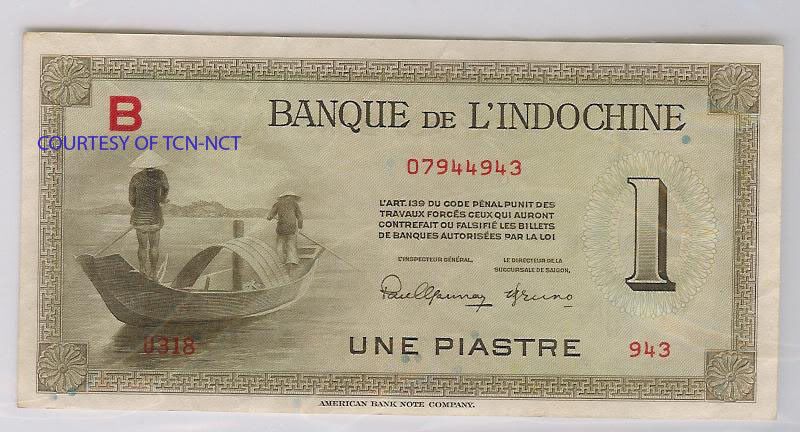 B
COURTESY OF TCN-NCT
BANQUE DE L'INDOCHINE
07944943
L'ART. 139 DU CODE PÉNAL PUNIT DES
TRAVAUX FORCÉS CEUX QUI AURONT
CONTREFAIT OU FALSIFIÉ LES BILLETS
DE BANQUES AUTORISÉES PAR LA LOI
L'INSPECTEUR GÉNÉRAL,
LE DIRECTEUR DE LA
SUCCURSALE DE SAIGON,
1
U318
UNE PIASTRE
943
AMERICAN BANK NOTE COMPANY.